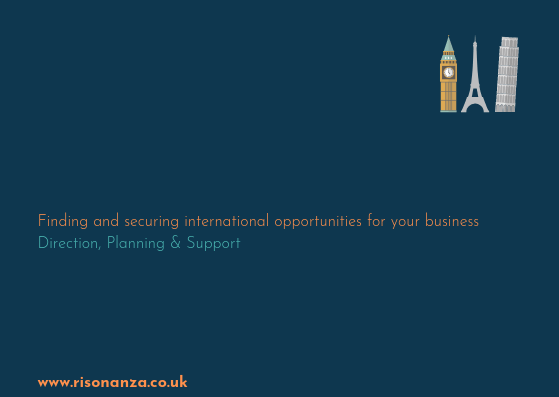 Finding and securing international opportunities for your business
Direction, Planning & Support
www.risonanza.co.uk